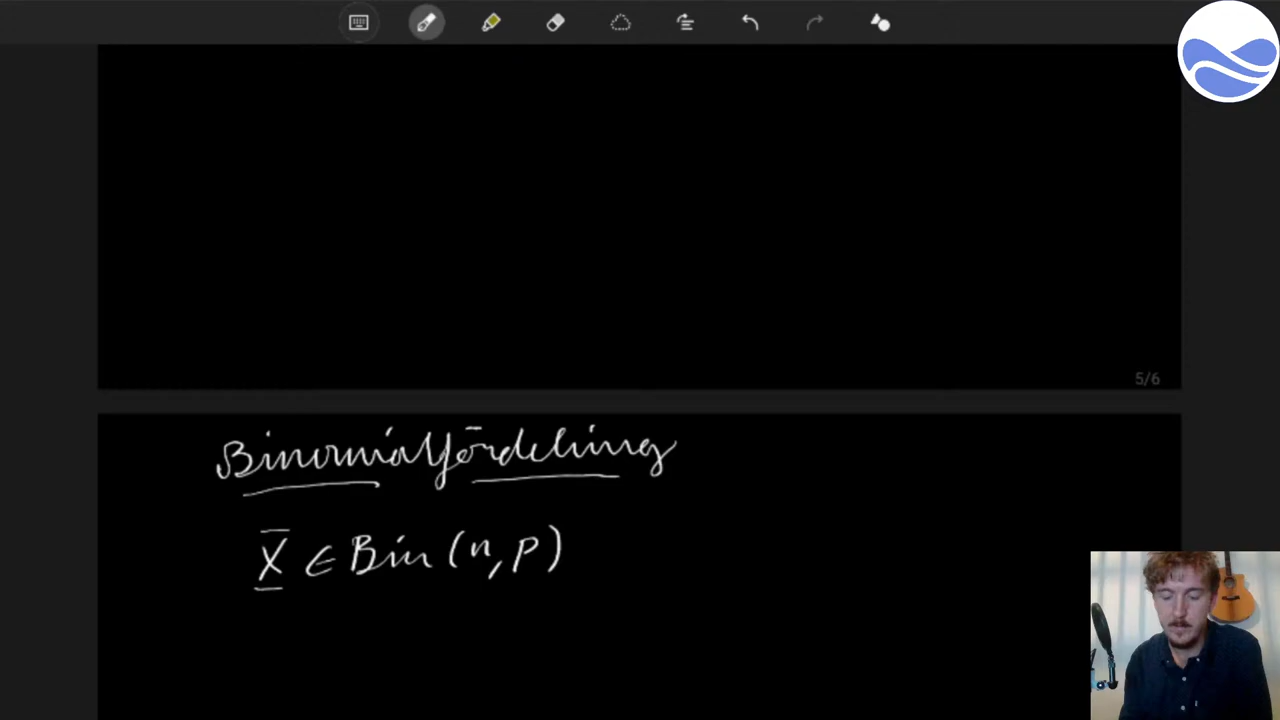 5/6
Binomialfördelning
X ∈ Bin (n, p)